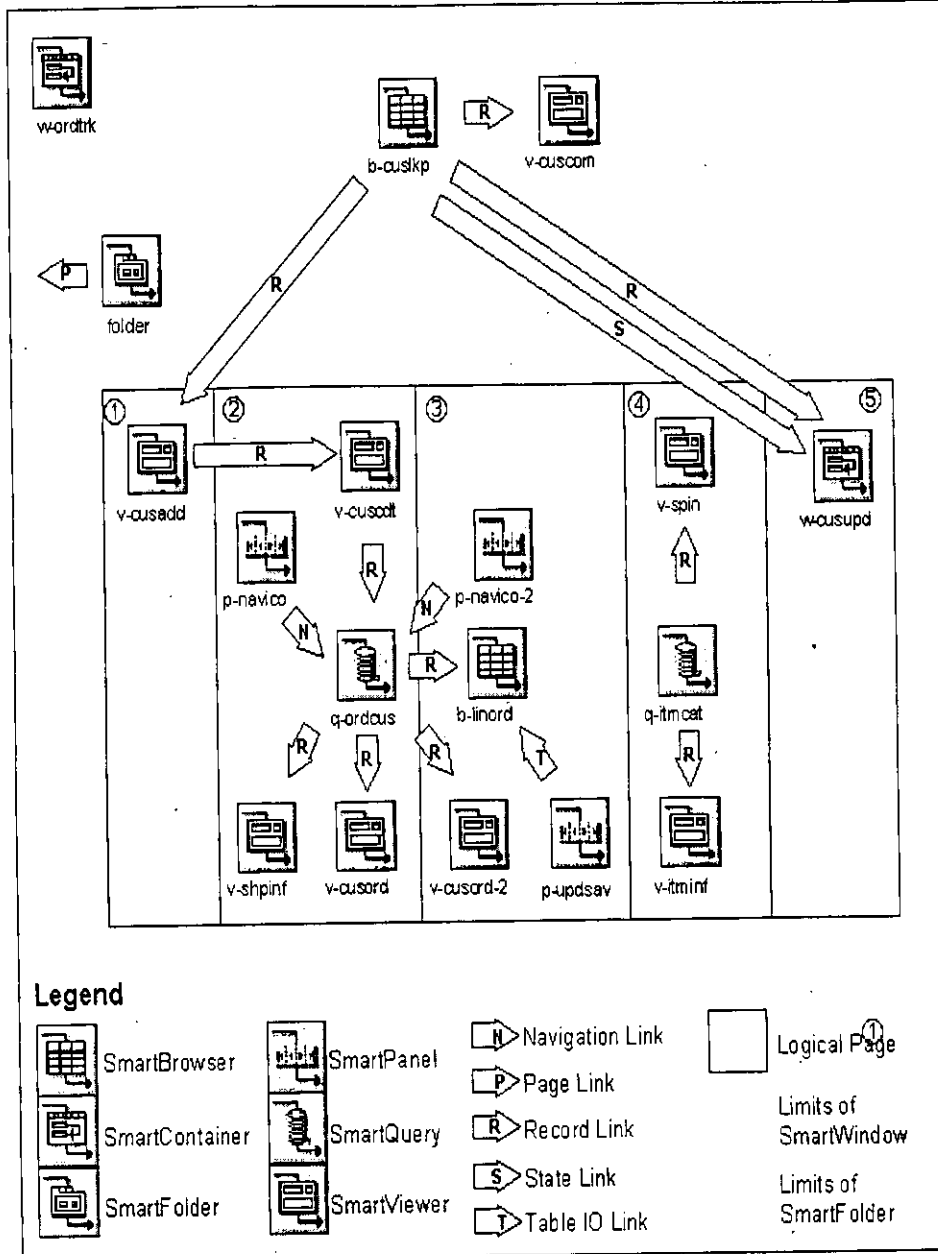 w-ordtrk
b-cuslkp
R
v-cuscom
P
folder
R
R
S
1
2
3
4
5
v-cusadd
R
v-cuscdt
v-spin
w-cusupd
p-navico
R
p-navico-2
R
N
N
q-ordcus
R
b-linord
q-itmcat
R
R
R
T
R
v-shpinf
v-cusord
v-cusord-2
p-updsav
v-itminf
Legend
SmartBrowser
SmartPanel
N Navigation Link
Logical Page 1
P Page Link
SmartContainer
SmartQuery
R Record Link
Limits of
SmartWindow
S State Link
SmartFolder
SmartViewer
T Table IO Link
Limits of
SmartFolder